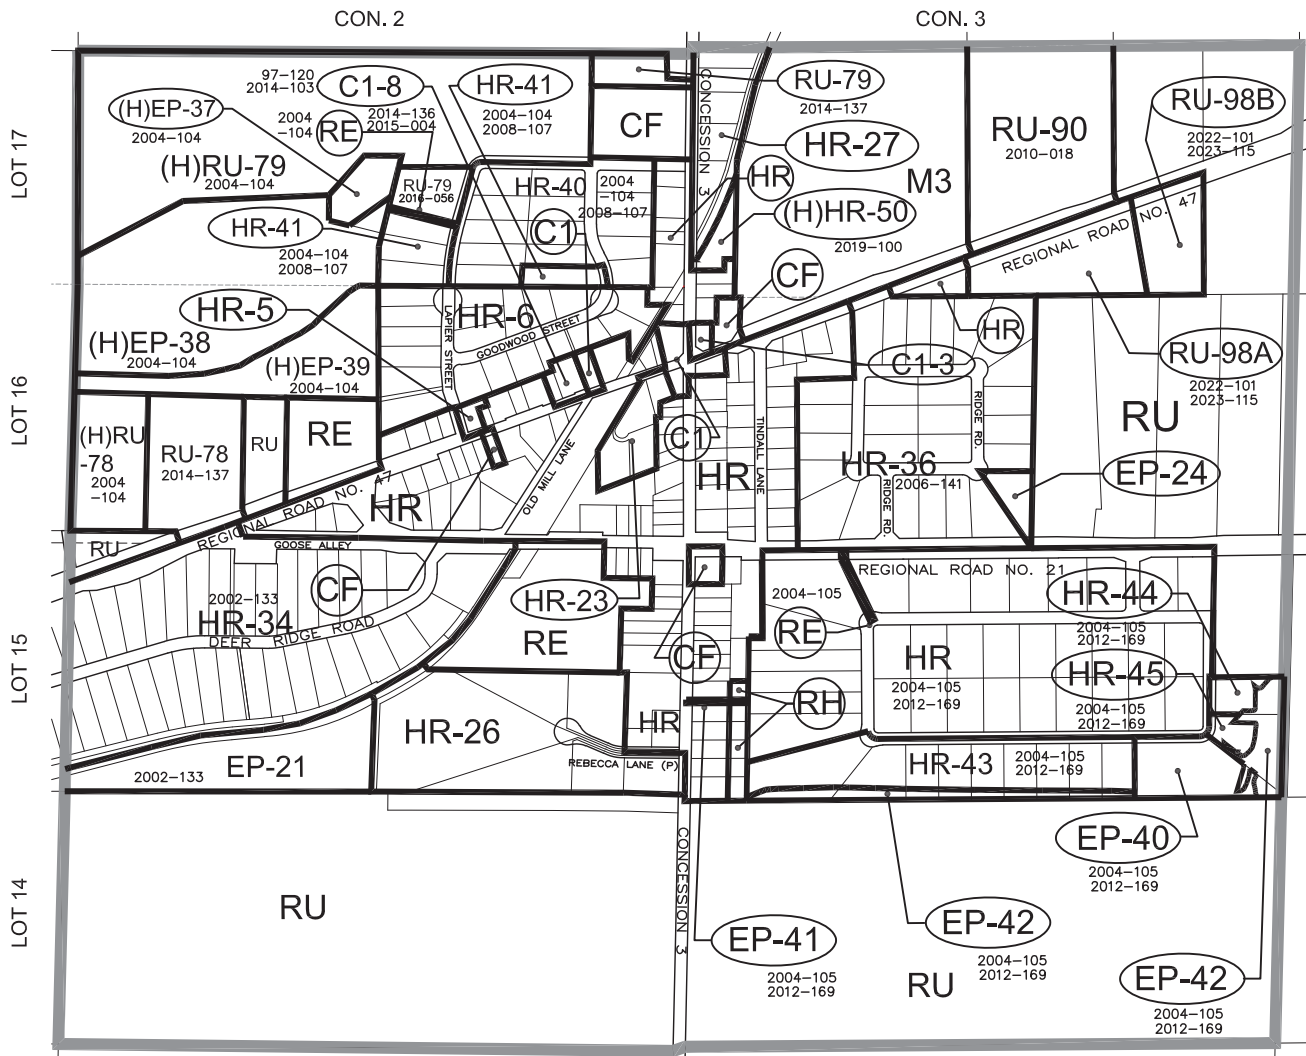 CON. 2
CON. 3
LOT 17
LOT 16
LOT 15
LOT 14
97-120
2014-103
C1-8
2014-136
2015-004
HR-41
2004-104
2008-107
RU-79
2014-137
RU-98B
2022-101
2023-115
(H)EP-37
2004-104
2004
-104
RE
CF
CONCESSION 3
HR-27
RU-90
2010-018
M3
(H)RU-79
2004-104
RU-79
2016-056
HR-40
2004
-104
2008-107
HR
(H)HR-50
2019-100
HR-41
2004-104
2008-107
C1
CF
REGIONAL ROAD NO. 47
HR-5
HR-6
LAPIER STREET
GOODWOOD STREET
HR
(H)EP-38
2004-104
(H)EP-39
2004-104
C1-3
RU-98A
2022-101
2023-115
(H)RU
-78
2004
-104
RU-78
2014-137
RU
RE
C1
TINDALL LANE
RIDGE RD.
RU
HR
HR-36
2006-141
EP-24
REGIONAL ROAD NO. 47
HR
OLD MILL LANE
RIDGE RD.
RU
GOOSE ALLEY
REGIONAL ROAD NO. 21
2002-133
HR-34
DEER RIDGE ROAD
CF
HR-23
RE
2004-105
RE
HR-44
2004-105
2012-169
CF
HR
2004-105
2012-169
HR-45
2004-105
2012-169
RH
HR
HR-26
REBECCA LANE (P)
HR-43
2004-105
2012-169
EP-21
2002-133
EP-40
2004-105
2012-169
CONCESSION 3
RU
EP-41
2004-105
2012-169
EP-42
2004-105
2012-169
RU
EP-42
2004-105
2012-169